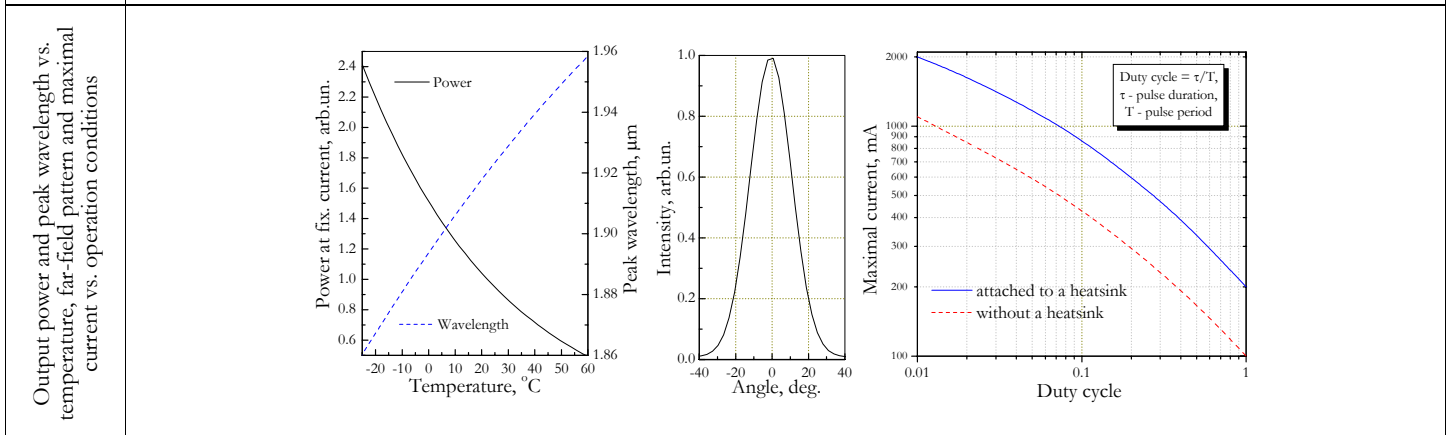 Output power and peak wavelength vs.
temperature, far-field pattern and maximal
current vs. operation conditions
Power at fix. current, arb.un.
2.4
2.2
2.0
1.8
1.6
1.4
1.2
1.0
0.8
0.6
Power
Wavelength
-20 -10 0 10 20 30 40 50 60
Temperature, °C
1.96
1.94
1.92
1.90
1.88
1.86
Peak wavelength, μm
Intensity, arb.un.
1.0
0.8
0.6
0.4
0.2
0.0
-40 -20 0 20 40
Angle, deg.
Maximal current, mA
2000
1000
900
800
700
600
500
400
300
200
100
Duty cycle = τ/T,
τ - pulse duration,
T - pulse period
attached to a heatsink
without a heatsink
0.01 0.1 1
Duty cycle